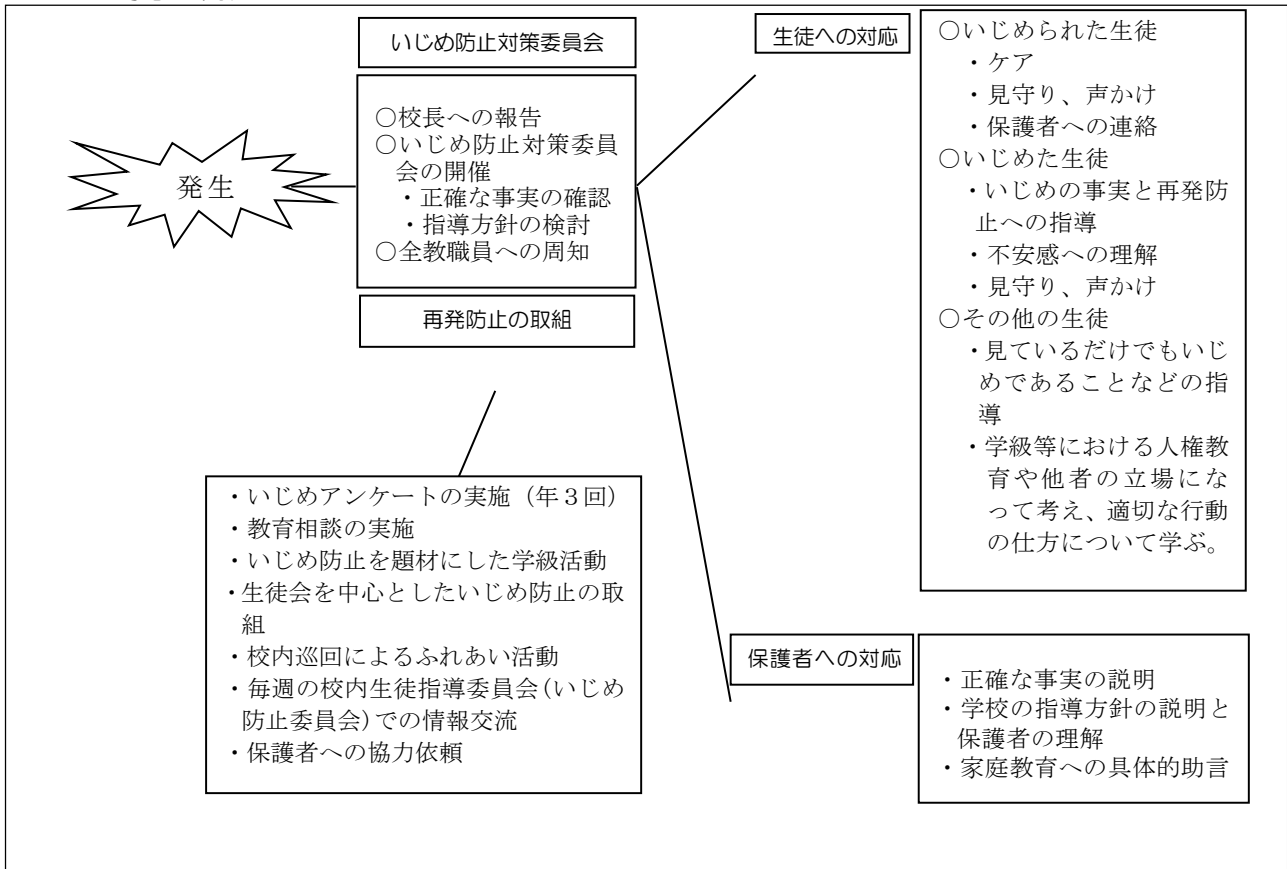 発生
いじめ防止対策委員会
○校長への報告
○いじめ防止対策委員
会の開催
・正確な事実の確認
・指導方針の検討
○全教職員への周知
再発防止の取組
・いじめアンケートの実施（年３回）
・教育相談の実施
・いじめ防止を題材にした学級活動
・生徒会を中心としたいじめ防止の取
組
・校内巡回によるふれあい活動
・毎週の校内生徒指導委員会(いじめ
防止委員会)での情報交流
・保護者への協力依頼
生徒への対応
○いじめられた生徒
・ケア
・見守り、声かけ
・保護者への連絡
○いじめた生徒
・いじめの事実と再発防
止への指導
・不安感への理解
・見守り、声かけ
○その他の生徒
・見ているだけでもいじ
めであることなどの指
導
・学級等における人権教
育や他者の立場にな
って考え、適切な行動
の仕方について学ぶ。
保護者への対応
・正確な事実の説明
・学校の指導方針の説明と
保護者の理解
・家庭教育への具体的助言